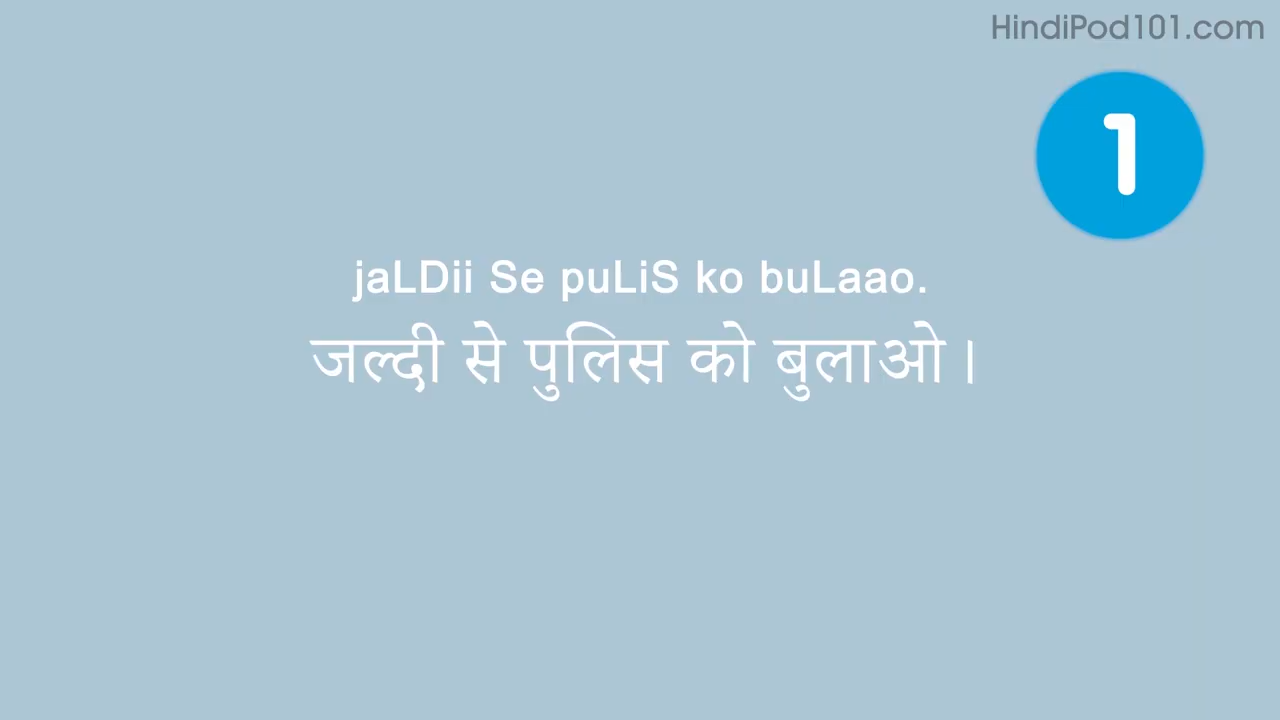 HindiPod101.com
1
jaLDii Se puLiS ko buLaao.
जल्दी से पुलिस को बुलाओ।